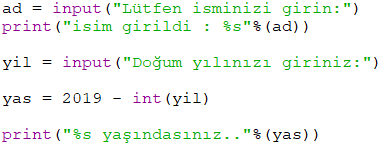 ad = input("Lütfen isminizi girin:")
print("isim girildi : %s"%(ad))
yil = input("Doğum yılınızi giriniz:")
yas = 2019 - int(yil)
print("%s yaşındasınız.."%(yas))